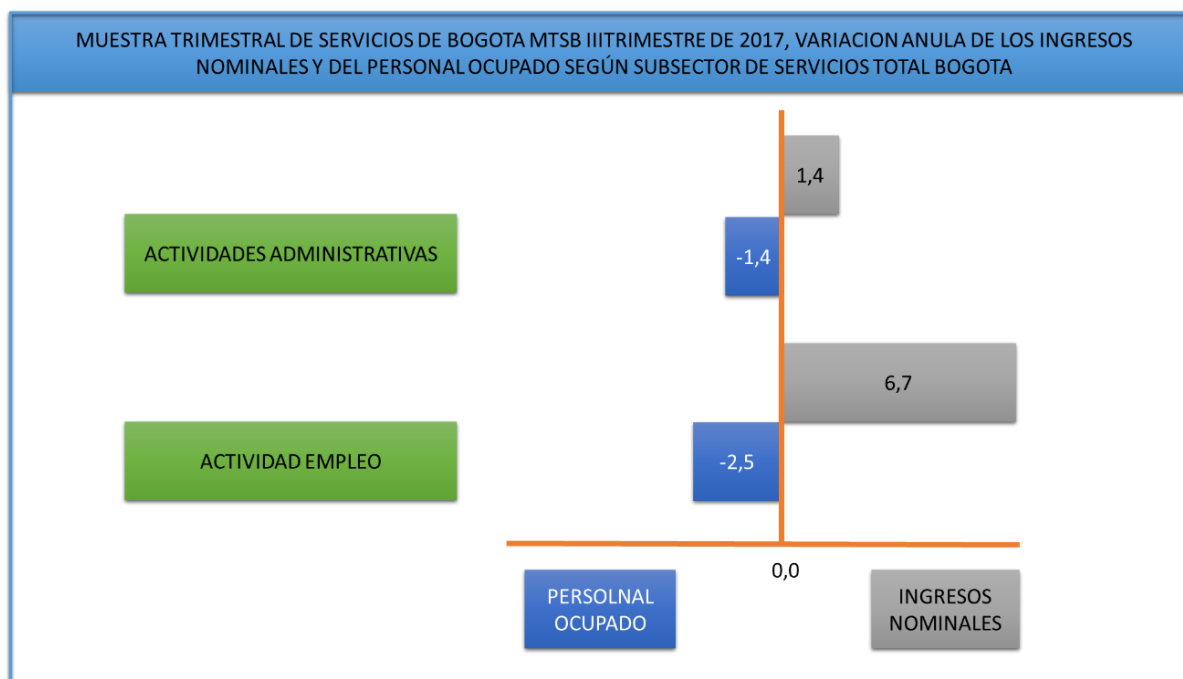 MUESTRA TRIMESTRAL DE SERVICIOS DE BOGOTA MTSB IIITRIMESTRE DE 2017, VARIACION ANULA DE LOS INGRESOS
NOMINALES Y DEL PERSONAL OCUPADO SEGÚN SUBSECTOR DE SERVICIOS TOTAL BOGOTA
1,4
ACTIVIDADES ADMINISTRATIVAS
-1,4
6,7
ACTIVIDAD EMPLEO
-2,5
0,0
PERSOLNAL
OCUPADO
INGRESOS
NOMINALES